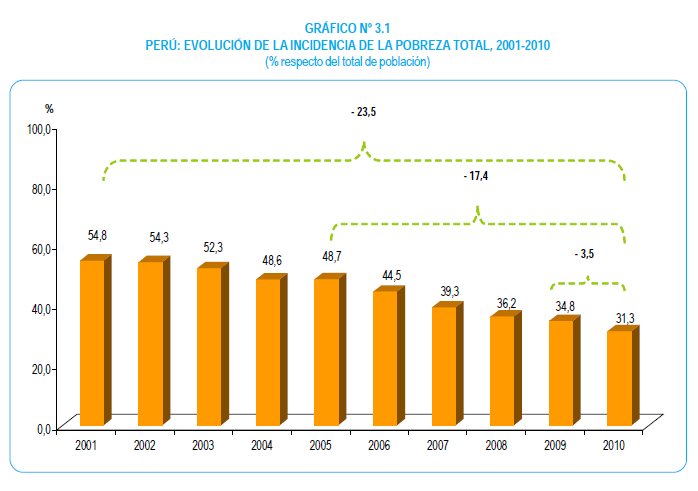 GRÁFICO Nº 3.1
PERÚ: EVOLUCIÓN DE LA INCIDENCIA DE LA POBREZA TOTAL, 2001-2010
(% respecto del total de población)
%
- 23,5
100,0
- 17,4
80,0
- 3,5
60,0
54,8 54,3 52,3 48,6 48,7 44,5 39,3 36,2 34,8 31,3
40,0
20,0
0,0
2001 2002 2003 2004 2005 2006 2007 2008 2009 2010